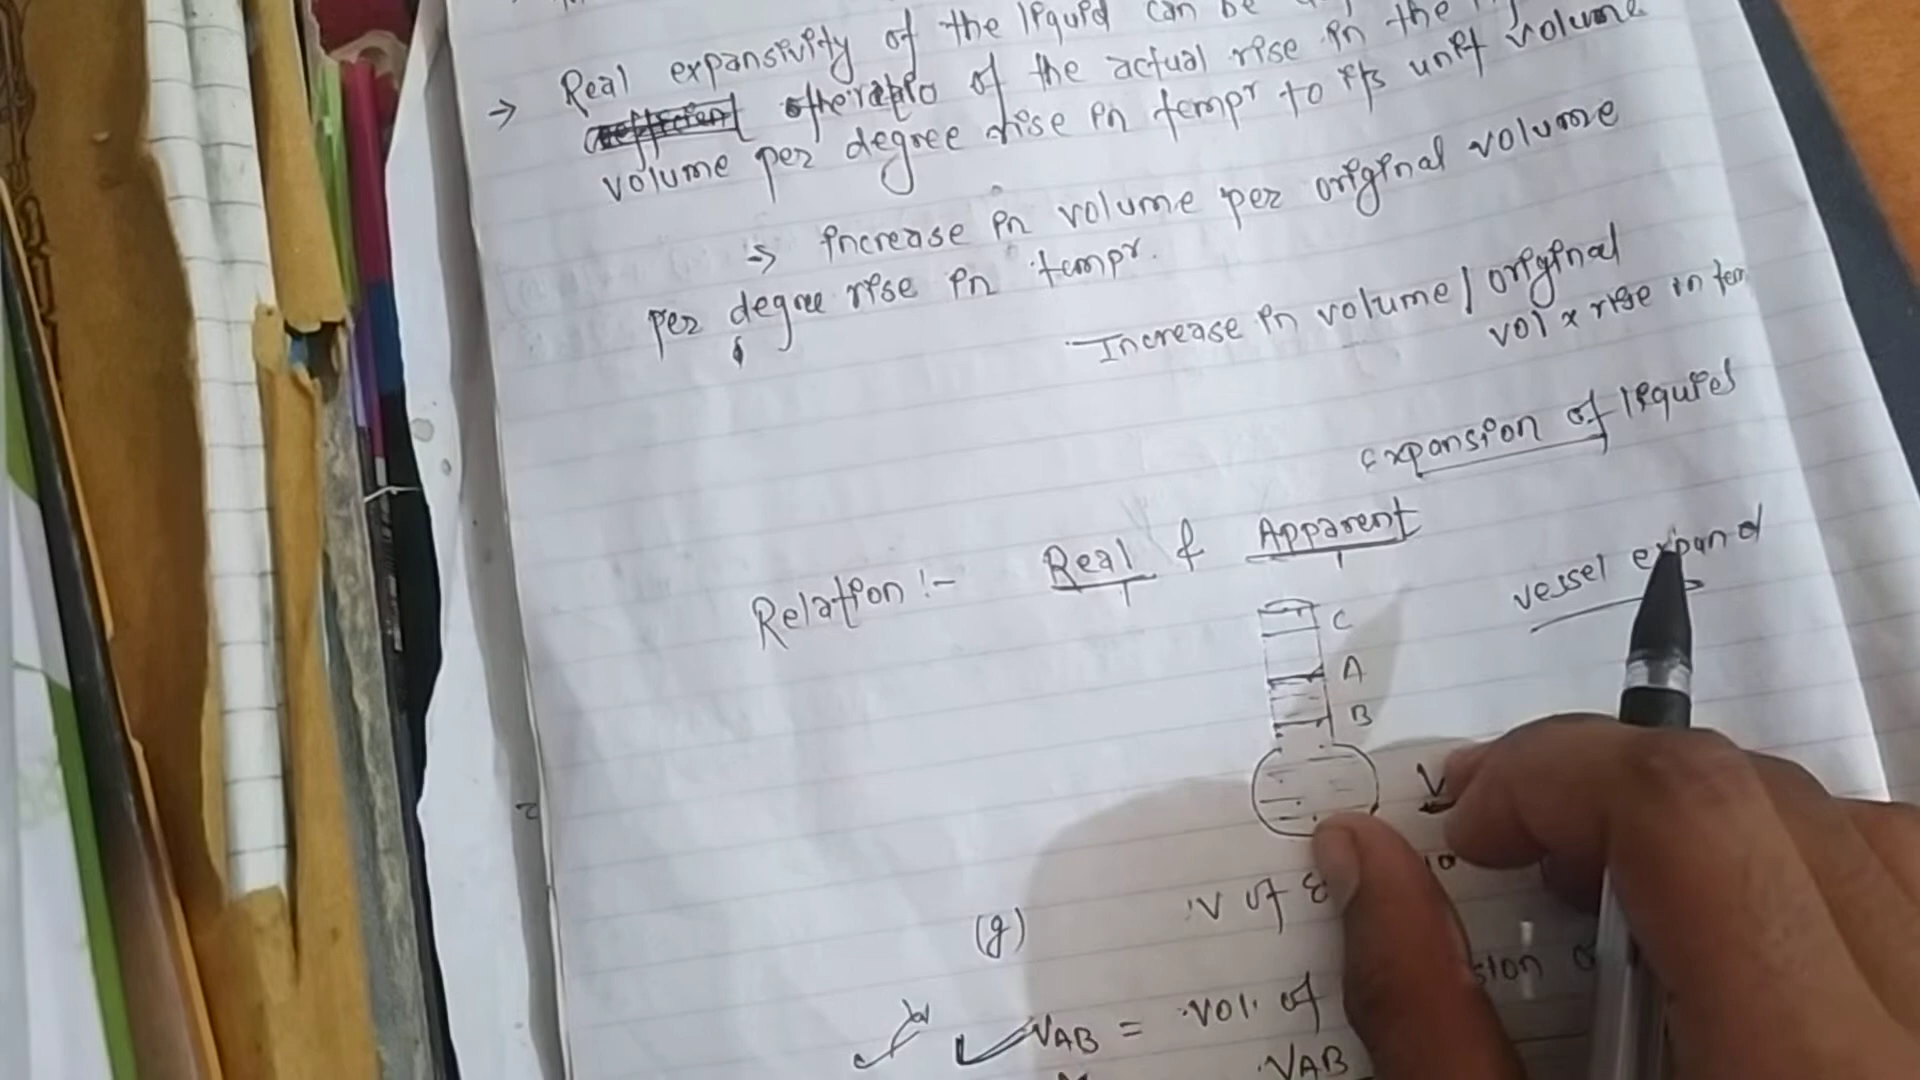 Real expansivity of the liquid can be
of the ratio of the actual rise in the
volume per degree rise in tempr to its unit volume
→ increase in volume per original volume
per degree rise in tempr.
Increase in volume / original
vol x rise in tem
expansion of liquid
Relation :- Real & Apparent
vessel expand
C
A
B
V
(g)
V of
VAB = vol. of
sion
VAB